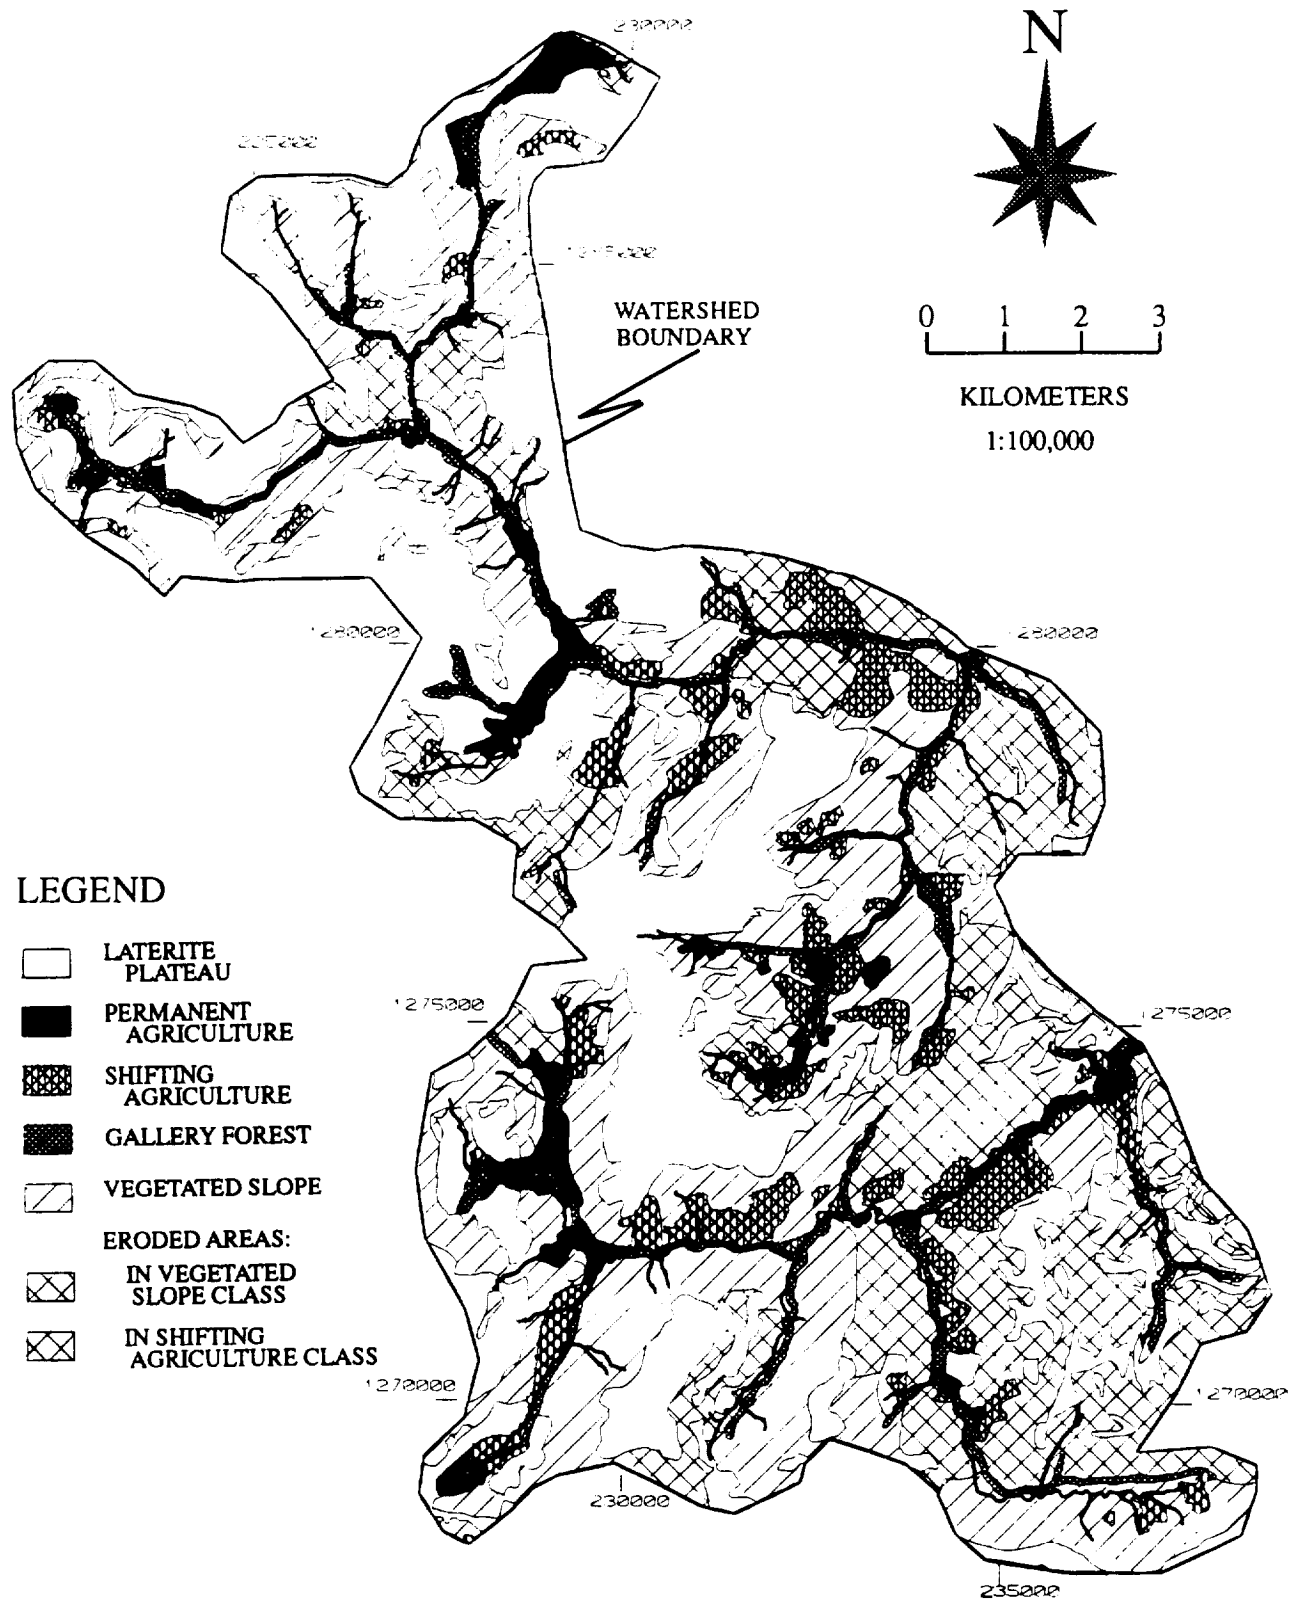 230000
N
225000
WATERSHED
BOUNDARY
0 1 2 3
KILOMETERS
1:100,000
1280000
1280000
LEGEND
LATERITE
PLATEAU
PERMANENT
AGRICULTURE
SHIFTING
AGRICULTURE
GALLERY FOREST
VEGETATED SLOPE
ERODED AREAS:
IN VEGETATED
SLOPE CLASS
IN SHIFTING
AGRICULTURE CLASS
1275000
1275000
1270000
1270000
230000
235000